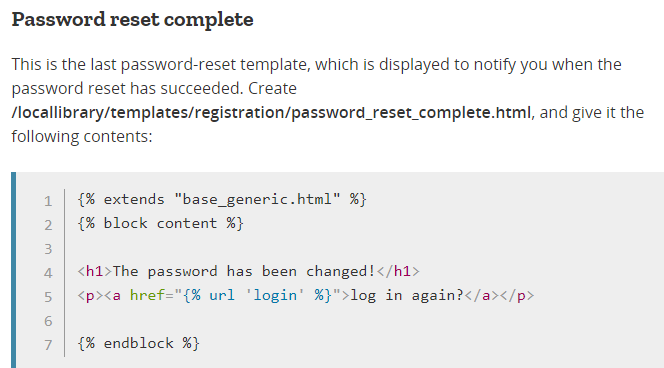 Password reset complete
This is the last password-reset template, which is displayed to notify you when the
password reset has succeeded. Create
/locallibrary/templates/registration/password_reset_complete.html, and give it the
following contents:
1 {% extends "base_generic.html" %}
2 {% block content %}
3
4 <h1>The password has been changed!</h1>
5 <p><a href="{% url 'login' %}">log in again?</a></p>
6
7 {% endblock %}